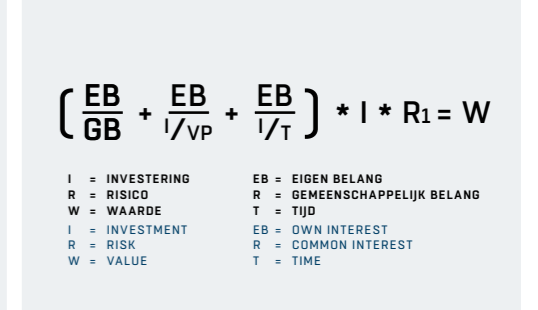 ( EB/GB + EB/I/VP + EB/I/T ) * I * R1 = W
I = INVESTERING
R = RISICO
W = WAARDE
I = INVESTMENT
R = RISK
W = VALUE
EB = EIGEN BELANG
R = GEMEENSCHAPPELIJK BELANG
T = TIJD
EB = OWN INTEREST
R = COMMON INTEREST
T = TIME